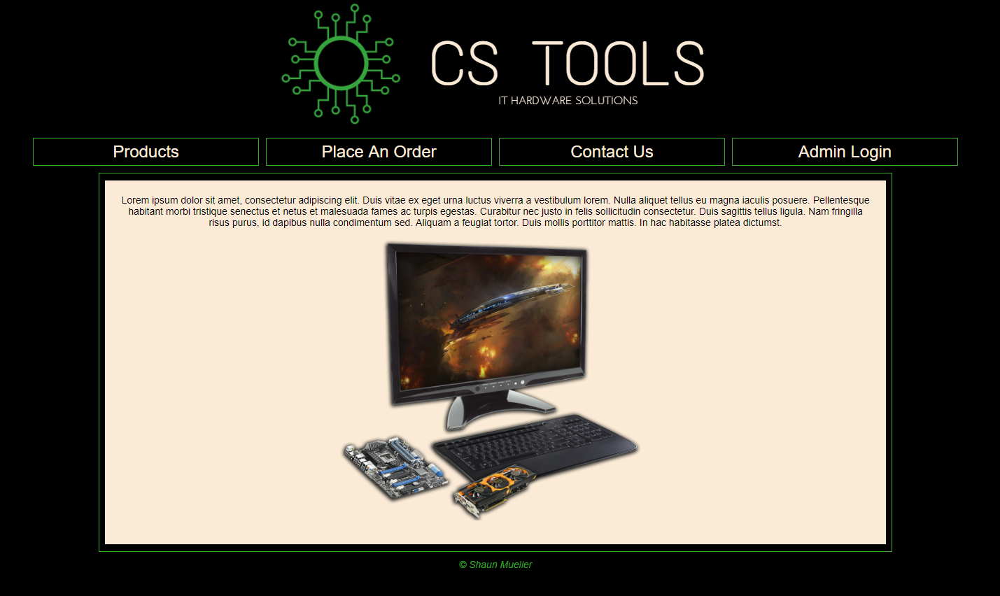 CS TOOLS
IT HARDWARE SOLUTIONS
Products
Place An Order
Contact Us
Admin Login
Lorem ipsum dolor sit amet, consectetur adipiscing elit. Duis vitae ex eget urna luctus viverra a vestibulum lorem. Nulla aliquet tellus eu magna iaculis posuere. Pellentesque
habitant morbi tristique senectus et netus et malesuada fames ac turpis egestas. Curabitur nec justo in felis sollicitudin consectetur. Duis sagittis tellus ligula. Nam fringilla
risus purus, id dapibus nulla condimentum sed. Aliquam a feugiat tortor. Duis mollis porttitor mattis. In hac habitasse platea dictumst.
© Shaun Mueller